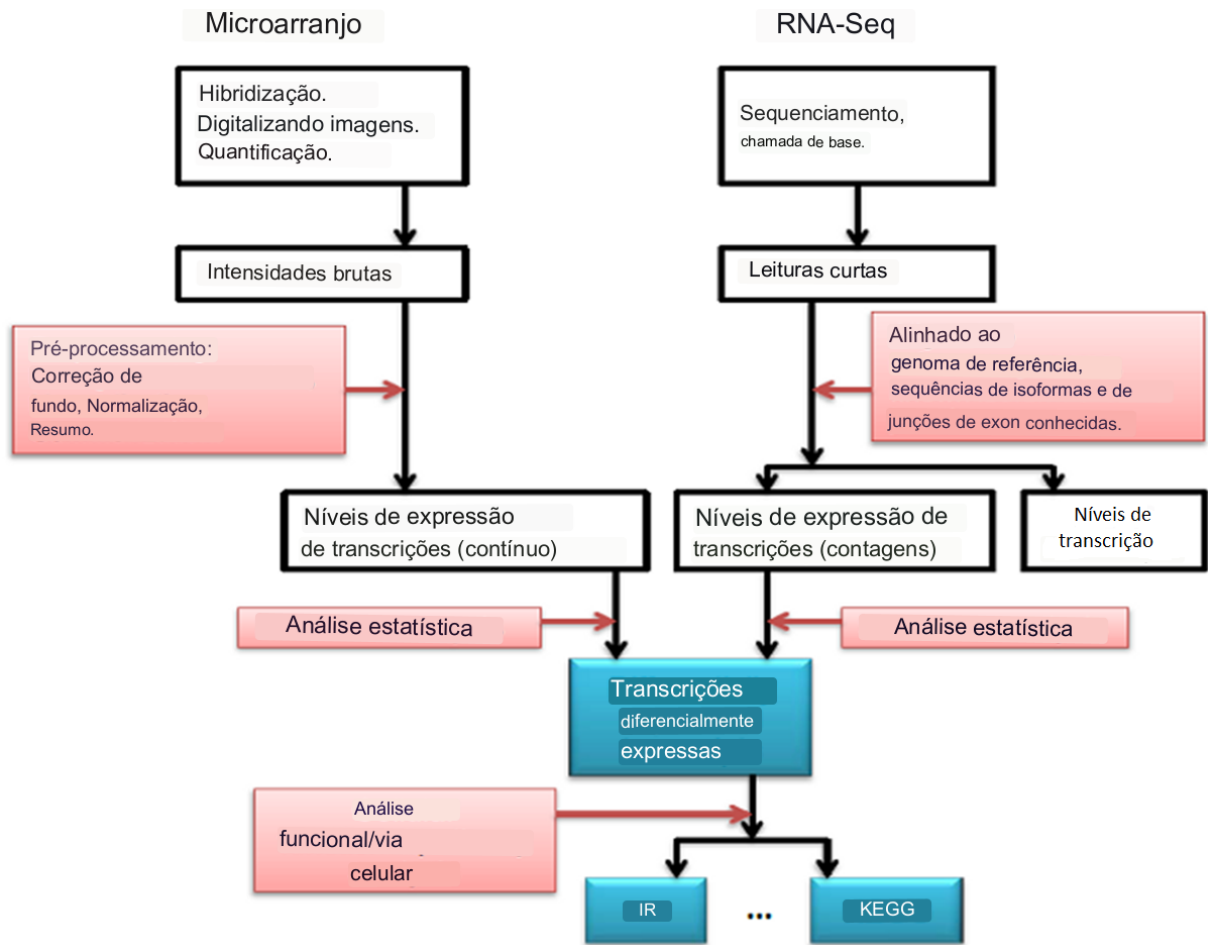 Microarranjo
RNA-Seq
Hibridização.
Digitalizando imagens.
Quantificação.
Sequenciamento,
chamada de base.
Intensidades brutas
Leituras curtas
Pré-processamento:
Correção de
fundo, Normalização,
Resumo.
Alinhado ao
genoma de referência,
sequências de isoformas e de
junções de exon conhecidas.
Níveis de expressão
de transcrições (contínuo)
Níveis de expressão de
transcrições (contagens)
Níveis de
transcrição
Análise estatística
Análise estatística
Transcrições
diferencialmente
expressas
Análise
funcional/via
celular
IR
...
KEGG